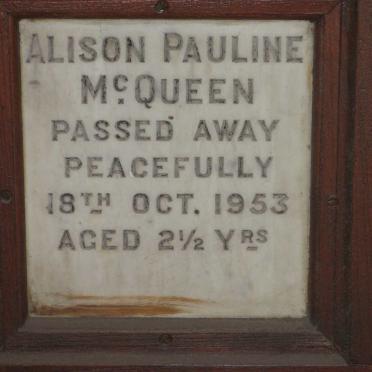 ALISON PAULINE
McQUEEN
PASSED AWAY
PEACEFULLY
18TH OCT. 1953
AGED 2½ YRS